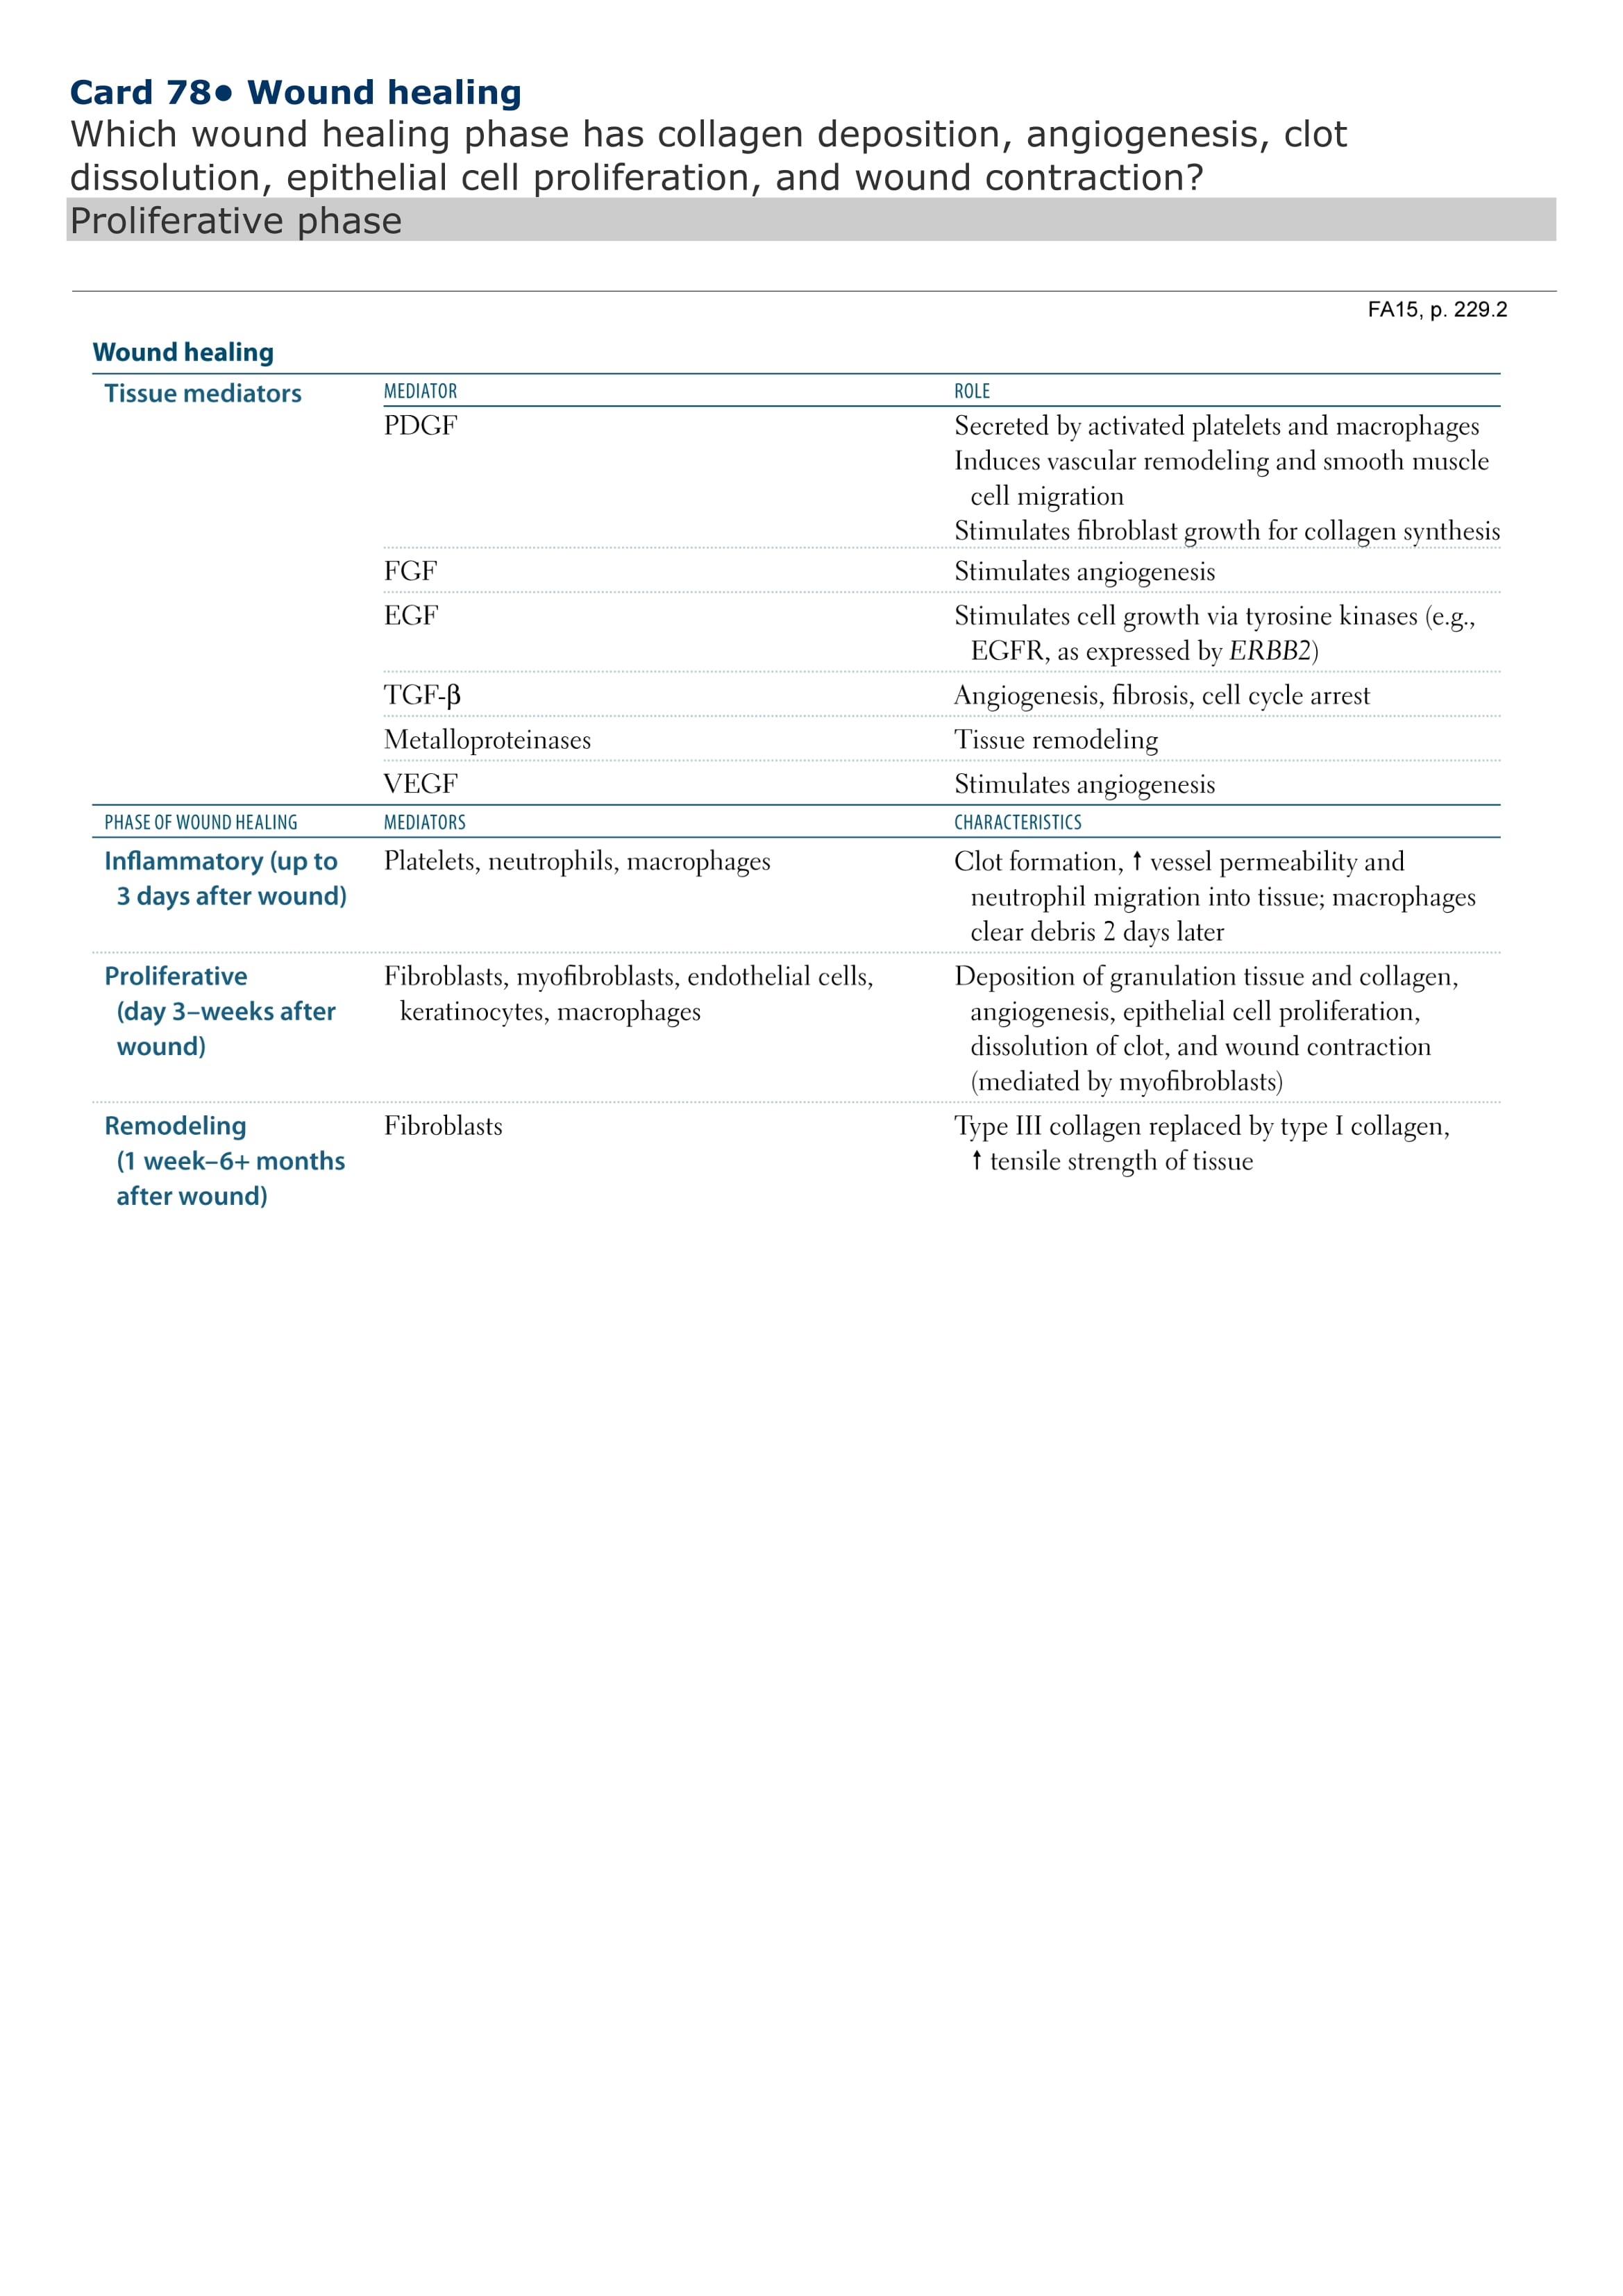 Card 78● Wound healing
Which wound healing phase has collagen deposition, angiogenesis, clot
dissolution, epithelial cell proliferation, and wound contraction?
Proliferative phase
FA15, p. 229.2
Wound healing
Tissue mediators MEDIATOR ROLE
PDGF Secreted by activated platelets and macrophages
Induces vascular remodeling and smooth muscle
cell migration
Stimulates fibroblast growth for collagen synthesis
FGF Stimulates angiogenesis
EGF Stimulates cell growth via tyrosine kinases (e.g.,
EGFR, as expressed by ERBB2)
TGF-β Angiogenesis, fibrosis, cell cycle arrest
Metalloproteinases Tissue remodeling
VEGF Stimulates angiogenesis
PHASE OF WOUND HEALING MEDIATORS CHARACTERISTICS
Inflammatory (up to Platelets, neutrophils, macrophages Clot formation, ↑ vessel permeability and
3 days after wound) neutrophil migration into tissue; macrophages
clear debris 2 days later
Proliferative Fibroblasts, myofibroblasts, endothelial cells, Deposition of granulation tissue and collagen,
(day 3–weeks after keratinocytes, macrophages angiogenesis, epithelial cell proliferation,
wound) dissolution of clot, and wound contraction
(mediated by myofibroblasts)
Remodeling Fibroblasts Type III collagen replaced by type I collagen,
(1 week–6+ months ↑ tensile strength of tissue
after wound)